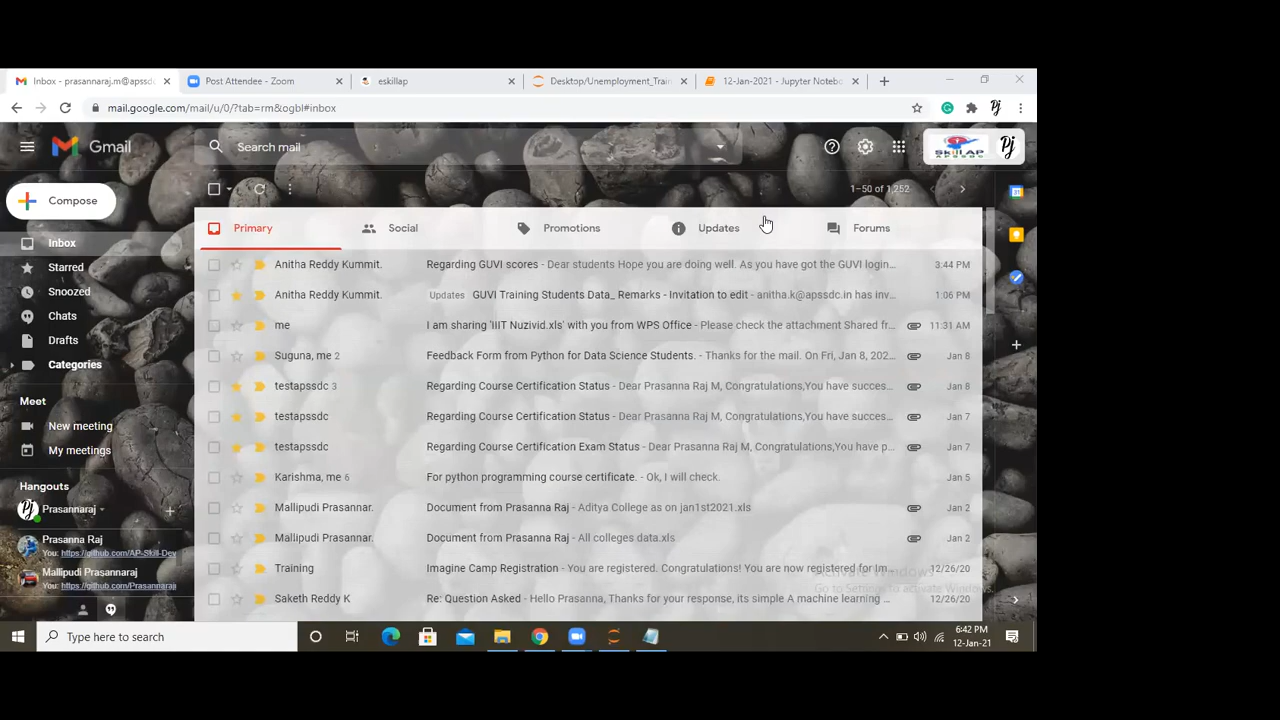 Inbox - prasannaraj.m@apssdc
Post Attendee - Zoom
eskillap
Desktop/Unemployment_Train
12-Jan-2021 - Jupyter Notebo
mail.google.com/mail/u/0/?tab=rm&ogbl#inbox
Gmail
Search mail
Compose
1–50 of 1,252
Inbox
Starred
Snoozed
Chats
Drafts
Categories
Meet
New meeting
My meetings
Hangouts
Prasannaraj
Prasanna Raj
You: https://github.com/AP-Skill-Dev
Mallipudi Prasannaraj
You: https://github.com/Prasannaraj
Primary
Social
Promotions
Updates
Forums
Anitha Reddy Kummit. Regarding GUVI scores - Dear students Hope you are doing well. As you have got the GUVI login... 3:44 PM
Anitha Reddy Kummit. Updates GUVI Training Students Data_ Remarks - Invitation to edit - anitha.k@apssdc.in has inv... 1:06 PM
me I am sharing 'IIIT Nuzivid.xls' with you from WPS Office - Please check the attachment Shared fr... 11:31 AM
Suguna, me 2 Feedback Form from Python for Data Science Students. - Thanks for the mail. On Fri, Jan 8, 202... Jan 8
testapssdc 3 Regarding Course Certification Status - Dear Prasanna Raj M, Congratulations,You have succes... Jan 8
testapssdc Regarding Course Certification Status - Dear Prasanna Raj M, Congratulations,You have succes... Jan 7
testapssdc Regarding Course Certification Exam Status - Dear Prasanna Raj M, Congratulations,You have p... Jan 7
Karishma, me 6 For python programming course certificate. - Ok, I will check. Jan 5
Mallipudi Prasannar. Document from Prasanna Raj - Aditya College as on jan1st2021.xls Jan 2
Mallipudi Prasannar. Document from Prasanna Raj - All colleges data.xls Jan 2
Training Imagine Camp Registration - You are registered. Congratulations! You are now registered for Im... 12/26/20
Saketh Reddy K Re: Question Asked - Hello Prasanna, Thanks for your response, its simple A machine learning ... 12/26/20
Activate Windows
Go to Settings to activate Windows.
Type here to search
6:42 PM
12-Jan-21